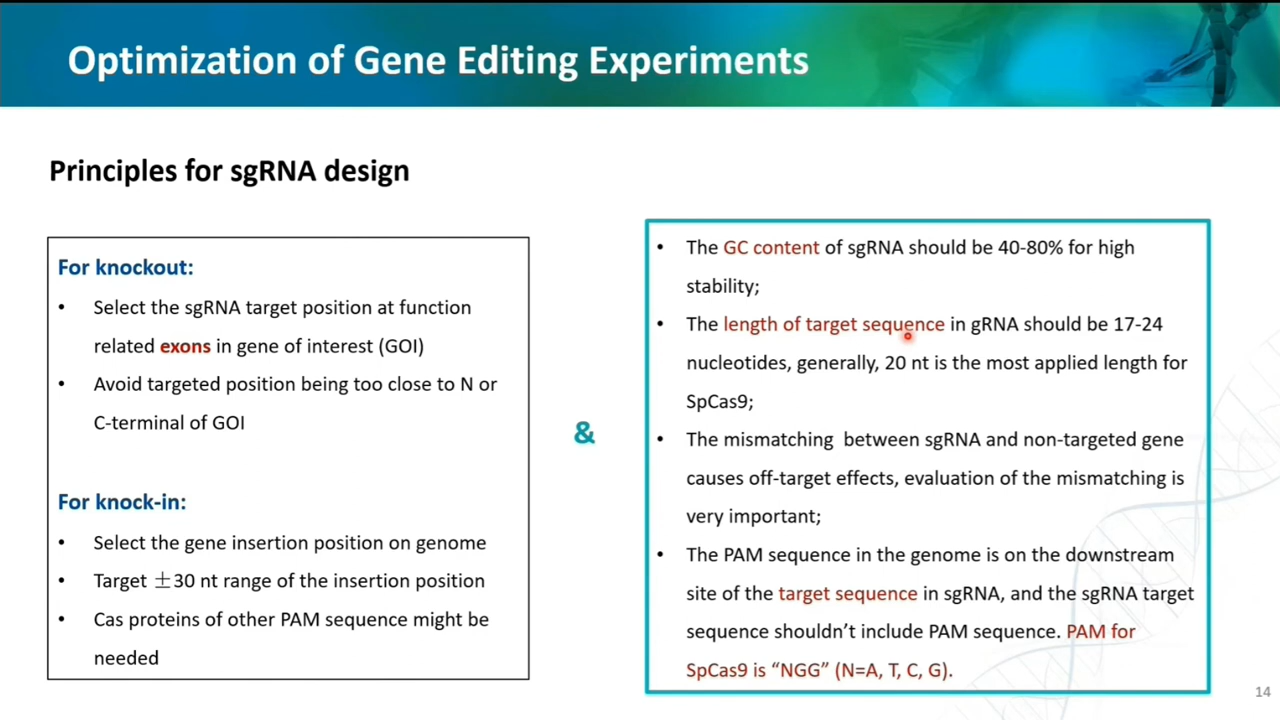 Optimization of Gene Editing Experiments
Principles for sgRNA design
For knockout:
• Select the sgRNA target position at function
related exons in gene of interest (GOI)
• Avoid targeted position being too close to N or
C-terminal of GOI
For knock-in:
• Select the gene insertion position on genome
• Target ±30 nt range of the insertion position
• Cas proteins of other PAM sequence might be
needed
&
• The GC content of sgRNA should be 40-80% for high
stability;
• The length of target sequence in gRNA should be 17-24
nucleotides, generally, 20 nt is the most applied length for
SpCas9;
• The mismatching between sgRNA and non-targeted gene
causes off-target effects, evaluation of the mismatching is
very important;
• The PAM sequence in the genome is on the downstream
site of the target sequence in sgRNA, and the sgRNA target
sequence shouldn't include PAM sequence. PAM for
SpCas9 is “NGG” (N=A, T, C, G).
14